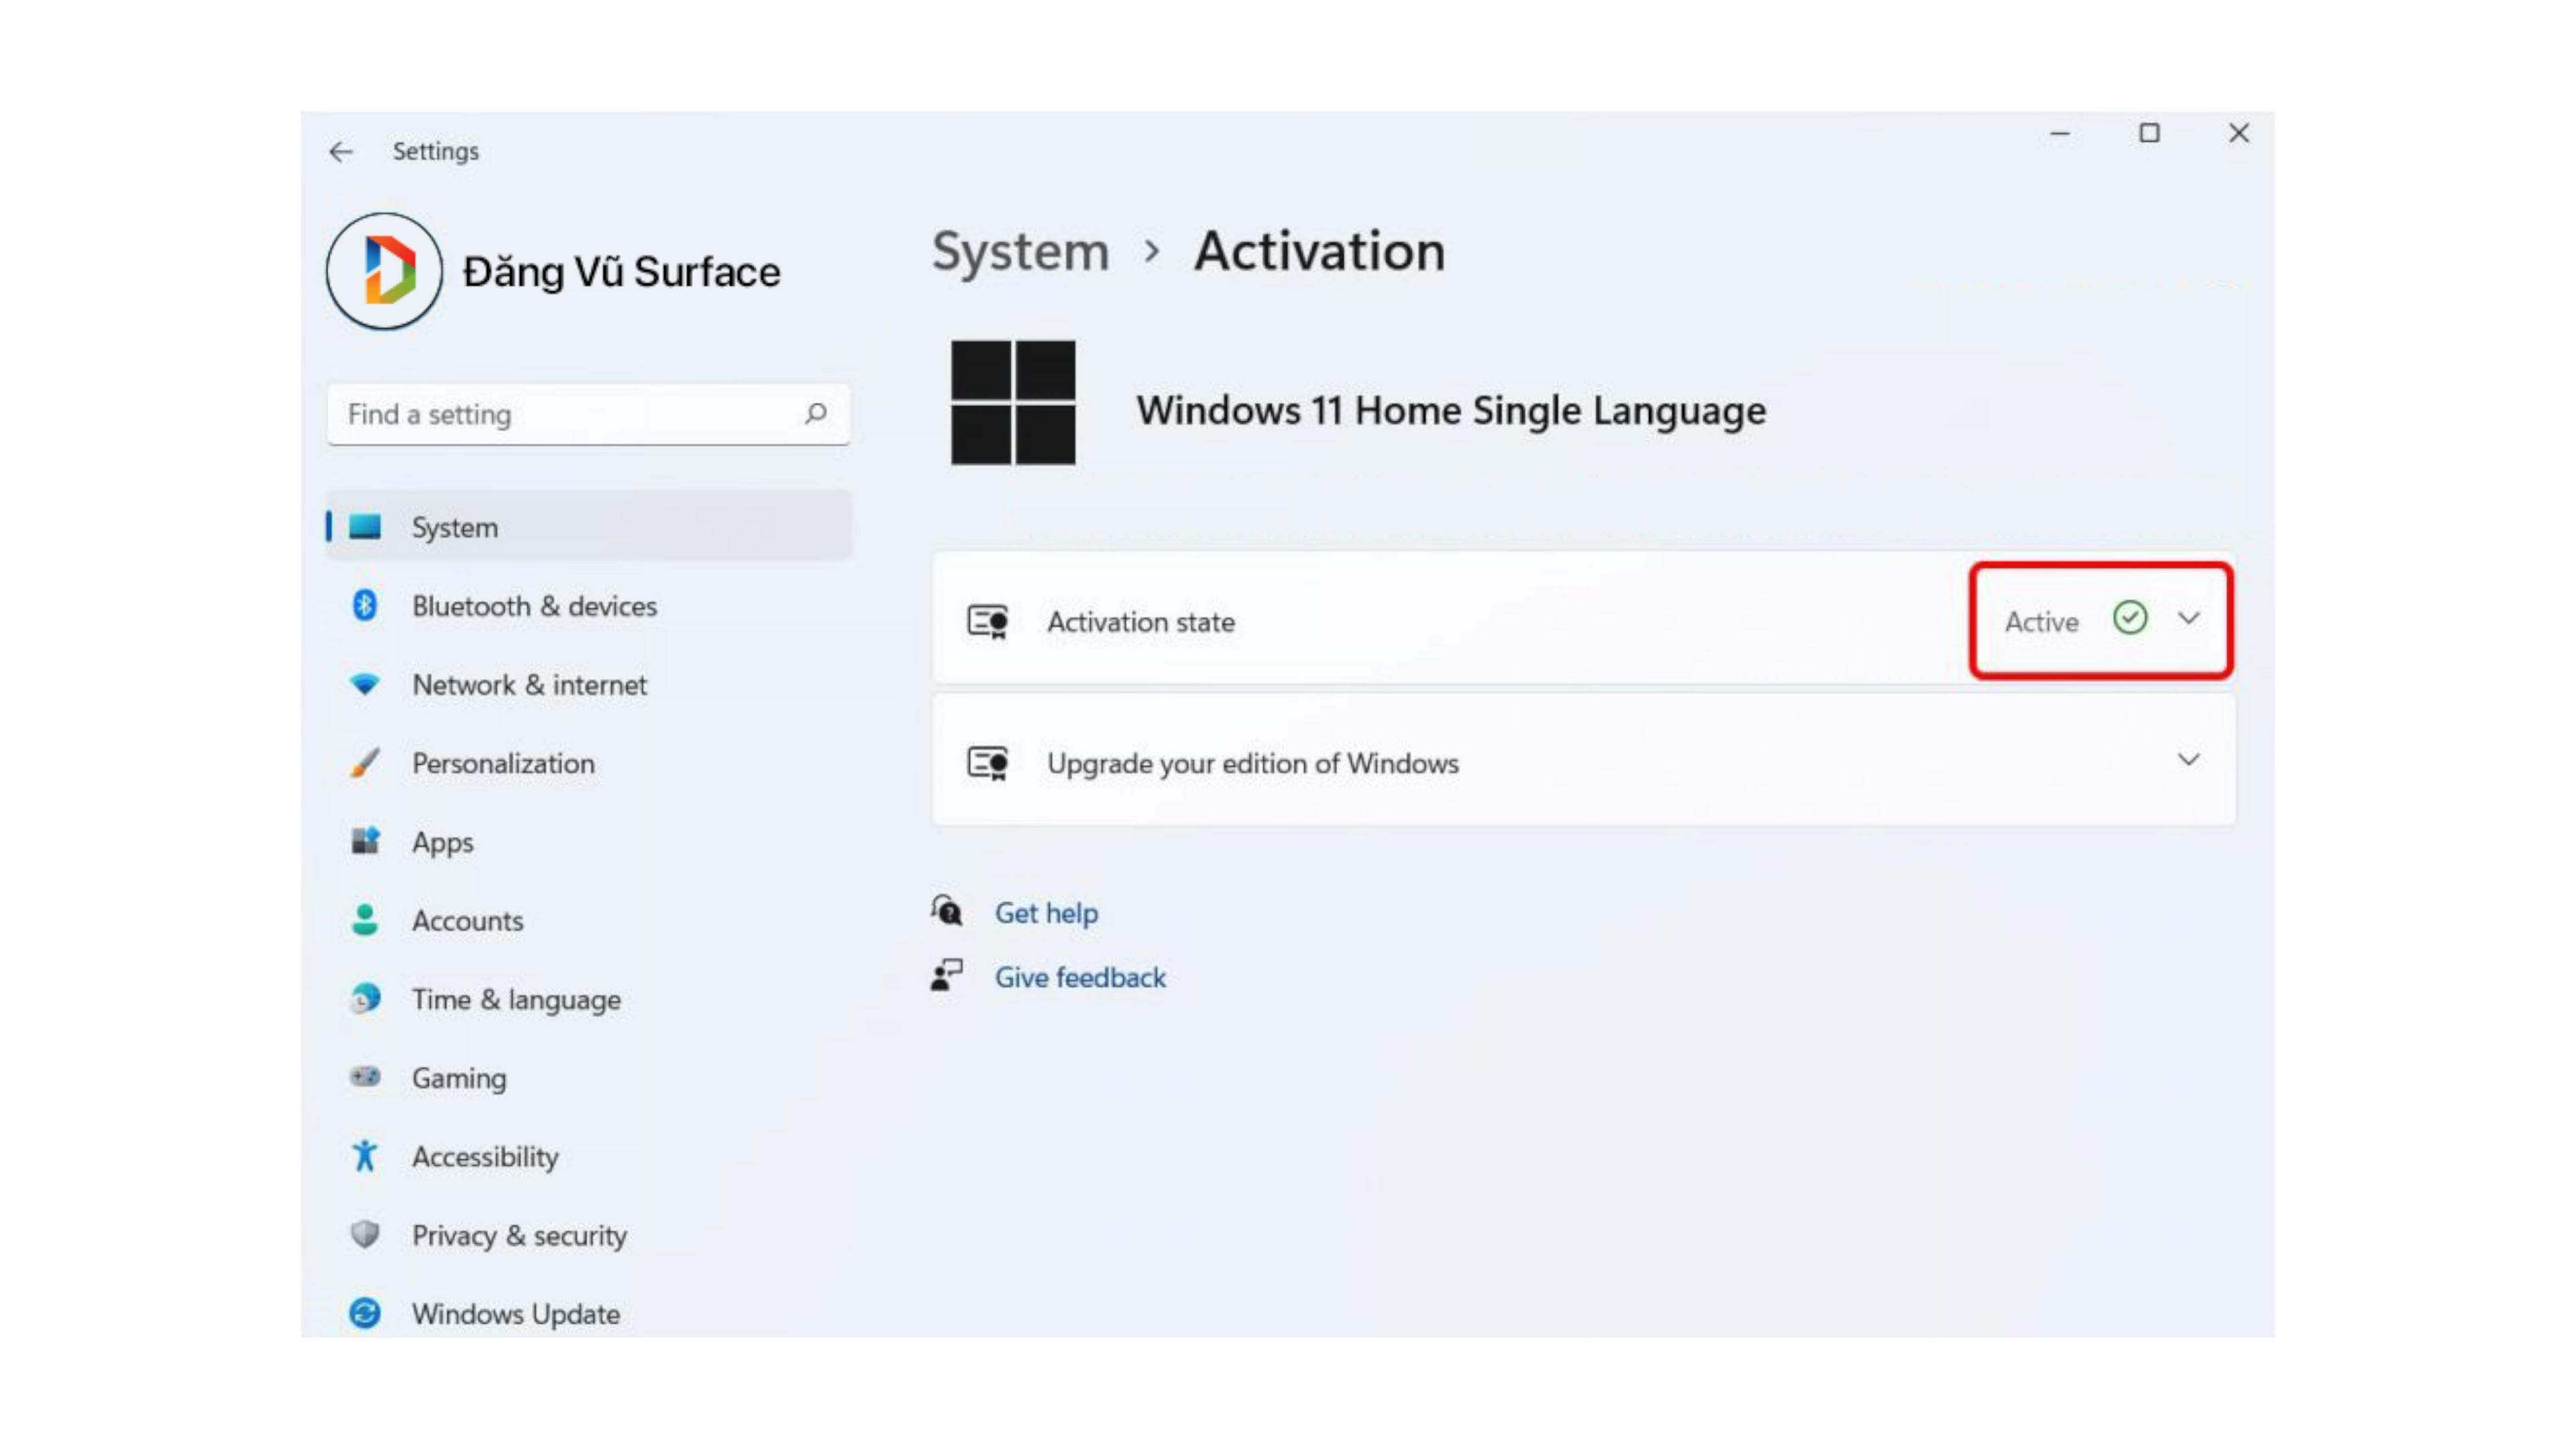 Settings
Đăng Vũ Surface
Find a setting
System
Bluetooth & devices
Network & internet
Personalization
Apps
Accounts
Time & language
Gaming
Accessibility
Privacy & security
Windows Update
System > Activation
Windows 11 Home Single Language
Activation state Active
Upgrade your edition of Windows
Get help
Give feedback